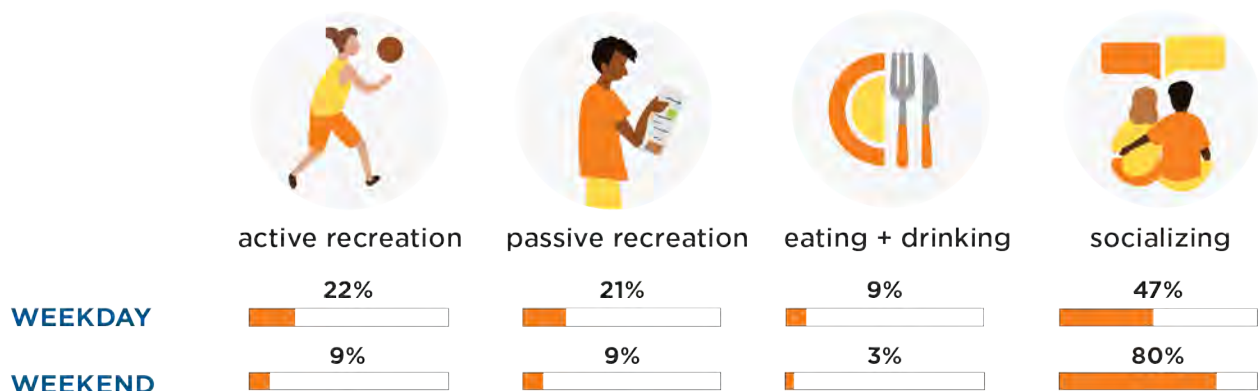 active recreation passive recreation eating + drinking socializing
22% 21% 9% 47%
WEEKDAY
9% 9% 3% 80%
WEEKEND